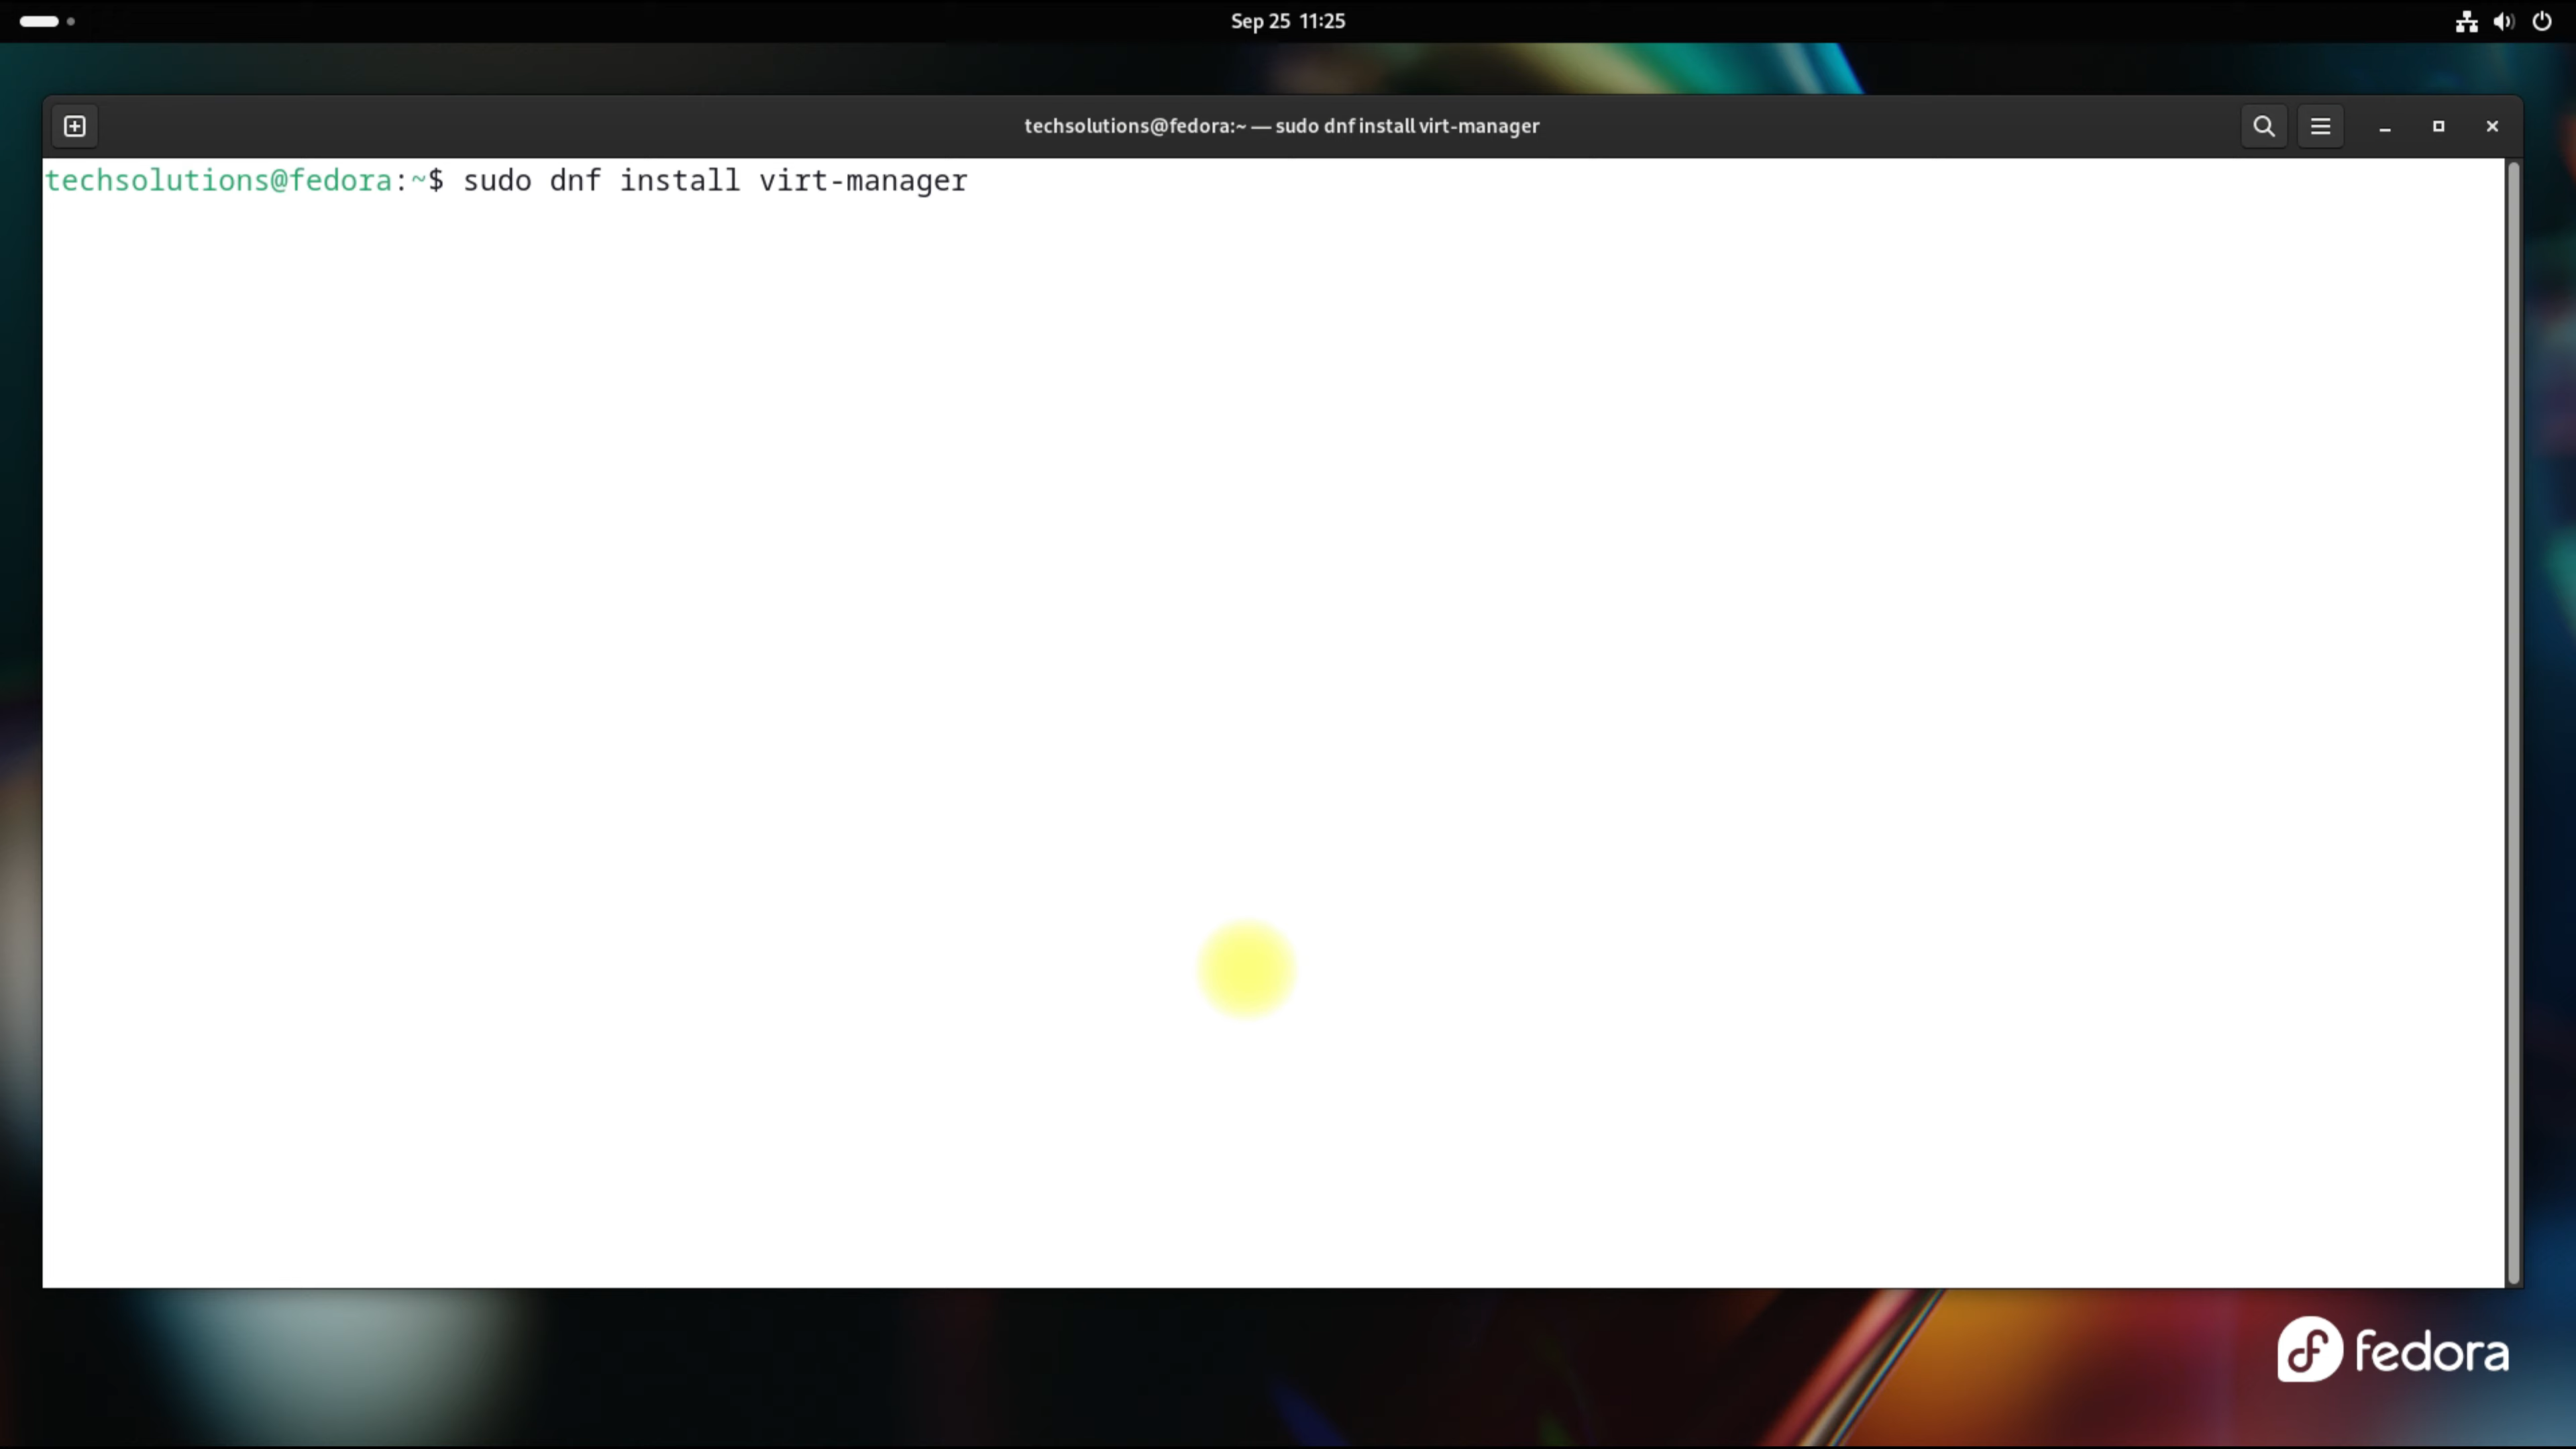 Sep 25 11:25
techsolutions@fedora:~ — sudo dnf install virt-manager
techsolutions@fedora:~$ sudo dnf install virt-manager
fedora